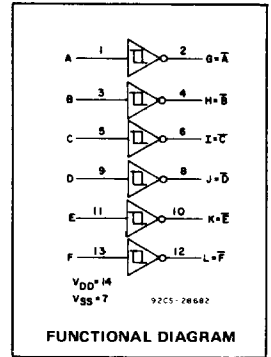 A 1 2 G=A̅
B 3 4 H=B̅
C 5 6 I=C̅
D 9 8 J=D̅
E 11 10 K=E̅
F 13 12 L=F̅
VDD=14
VSS=7
92CS-28682
FUNCTIONAL DIAGRAM